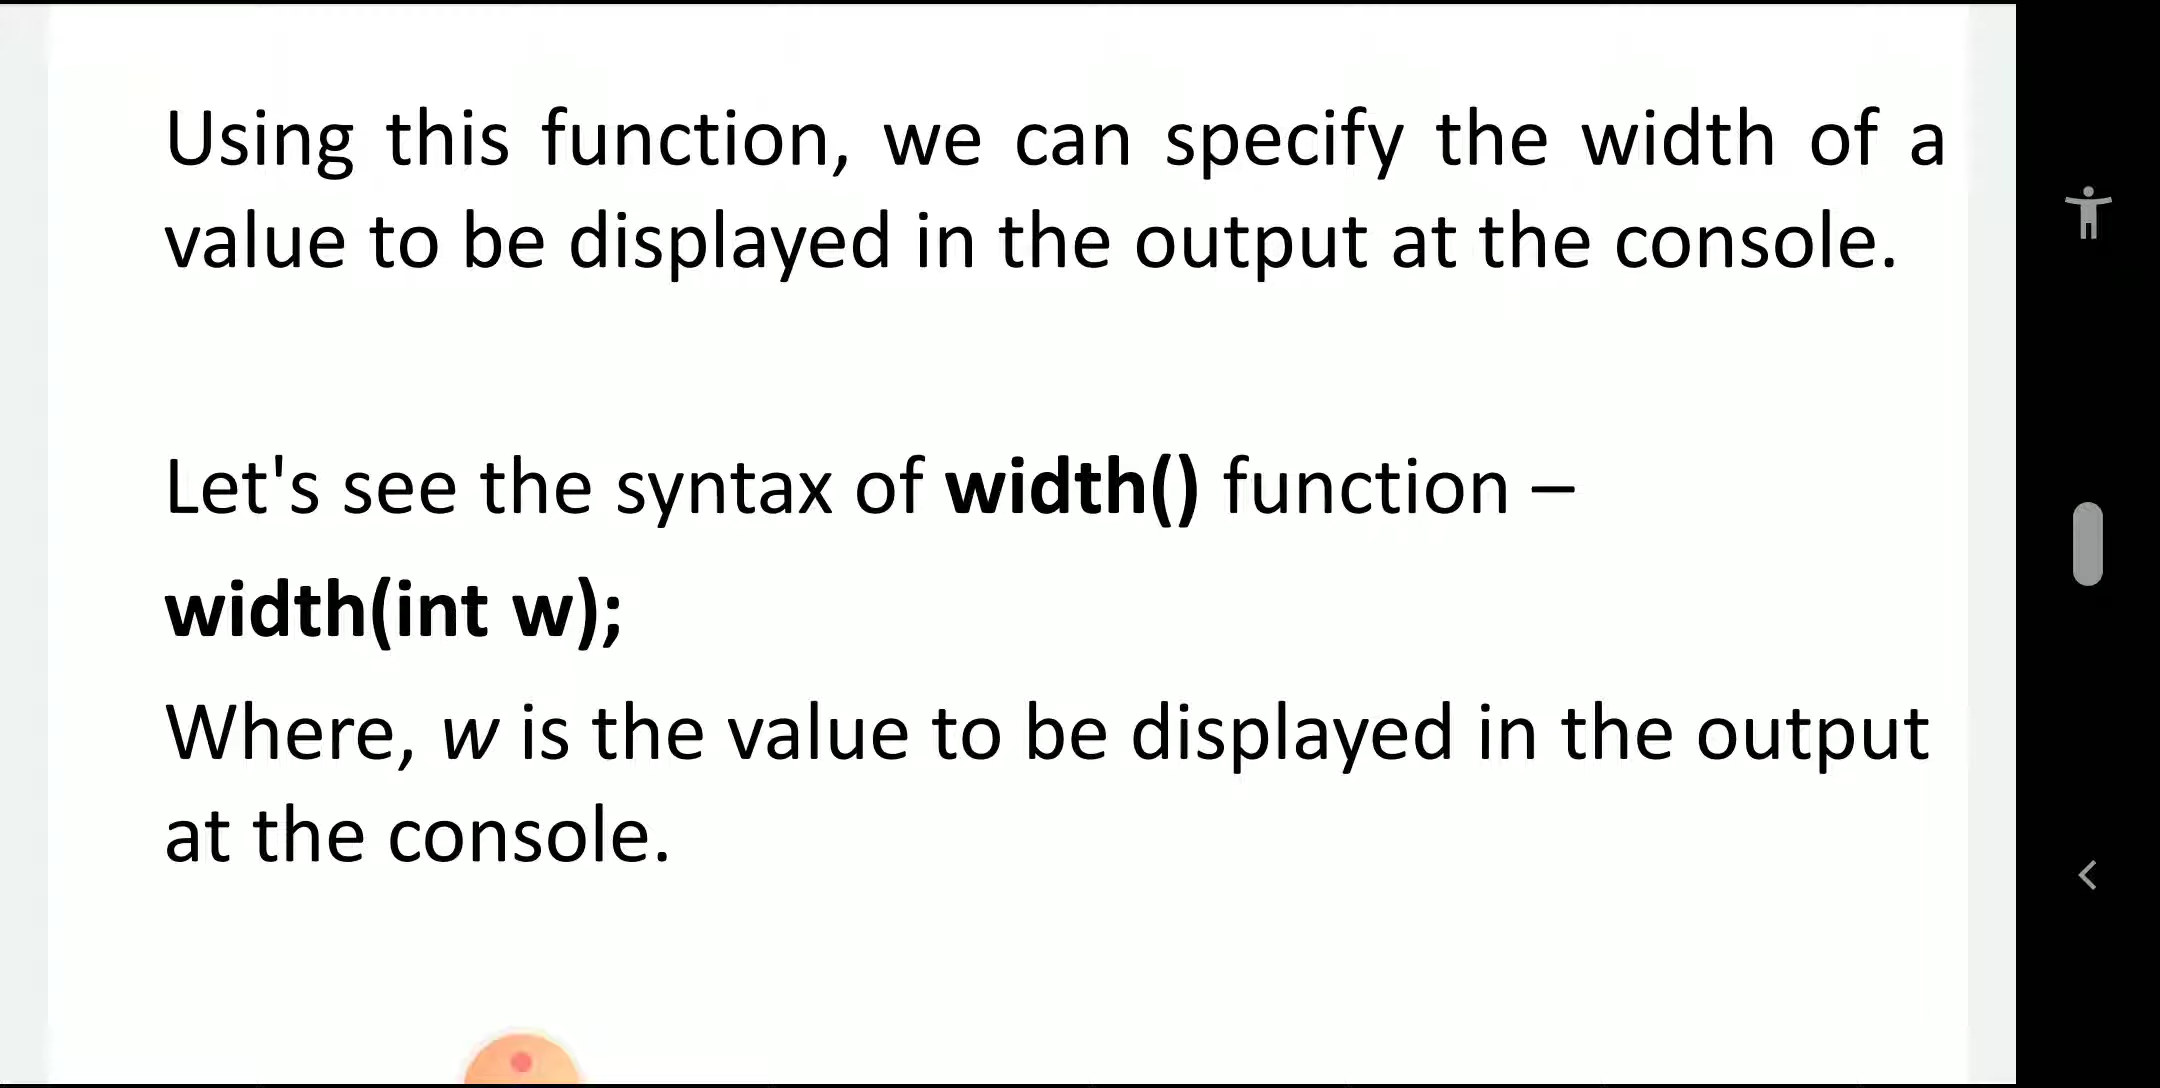 Using this function, we can specify the width of a
value to be displayed in the output at the console.
Let's see the syntax of width() function –
width(int w);
Where, w is the value to be displayed in the output
at the console.